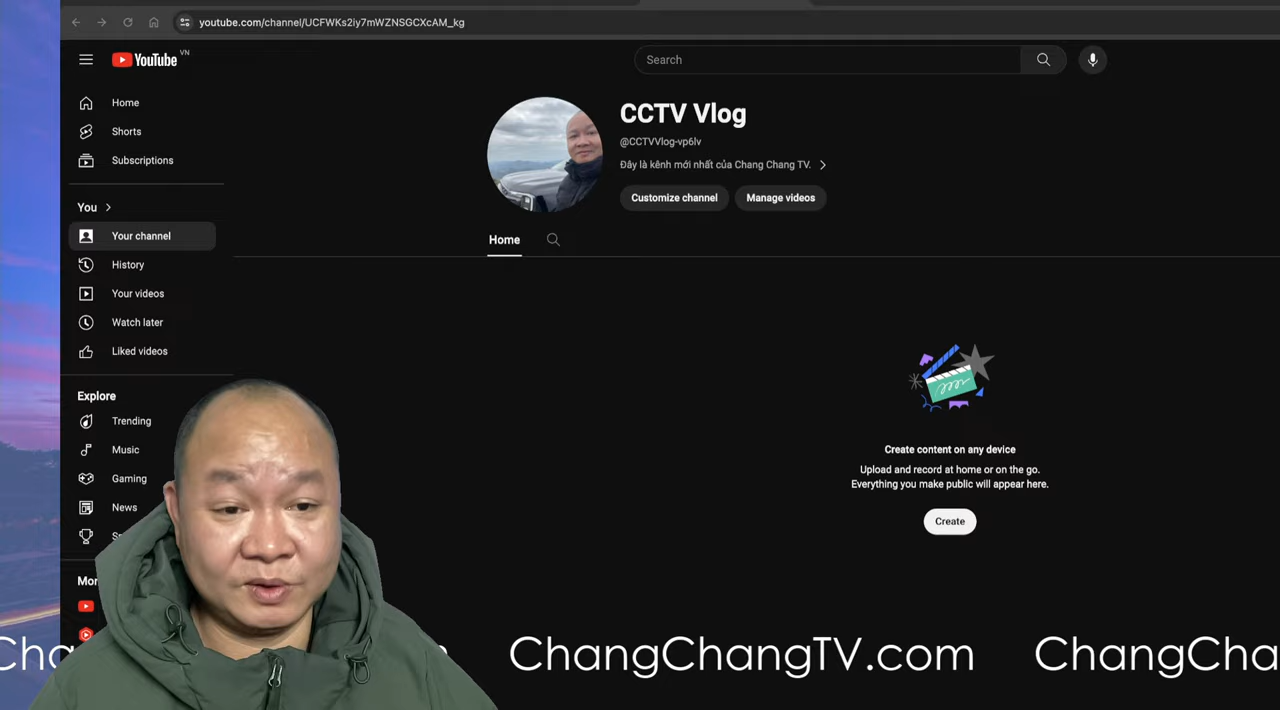 youtube.com/channel/UCFWKs2iy7mWZNSGCXcAM_kg
YouTube VN
Search
Home
Shorts
Subscriptions
You
Your channel
History
Your videos
Watch later
Liked videos
Explore
Trending
Music
Gaming
News
CCTV Vlog
@CCTVVlog-vp6lv
Đây là kênh mới nhất của Chang Chang TV.
Customize channel
Manage videos
Home
Create content on any device
Upload and record at home or on the go.
Everything you make public will appear here.
Create
ChangChangTV.com